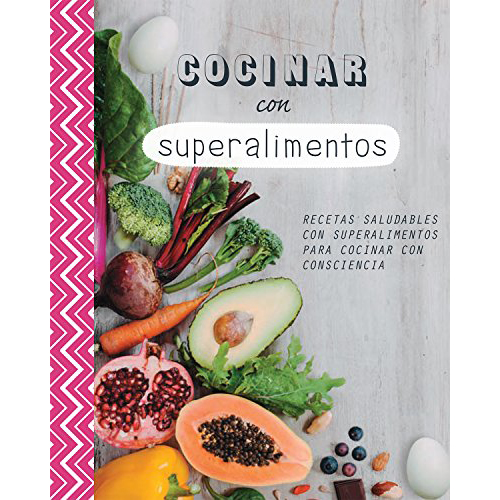 COCINAR
con
superalimentos
RECETAS SALUDABLES
CON SUPERALIMENTOS
PARA COCINAR CON
CONSCIENCIA